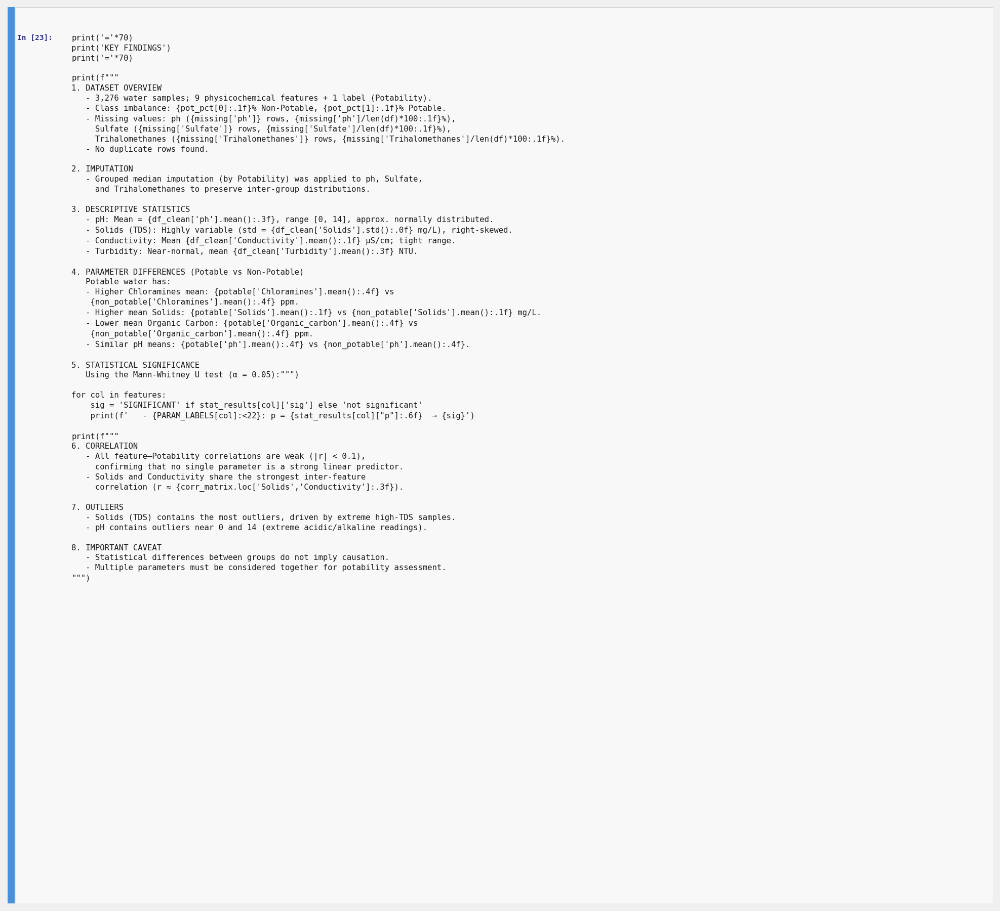 In [23]: print('='*70)
print('KEY FINDINGS')
print('='*70)

print(f"""
1. DATASET OVERVIEW
   - 3,276 water samples; 9 physicochemical features + 1 label (Potability).
   - Class imbalance: {pot_pct[0]:.1f}% Non-Potable, {pot_pct[1]:.1f}% Potable.
   - Missing values: ph ({missing['ph']} rows, {missing['ph']/len(df)*100:.1f}%),
     Sulfate ({missing['Sulfate']} rows, {missing['Sulfate']/len(df)*100:.1f}%),
     Trihalomethanes ({missing['Trihalomethanes']} rows, {missing['Trihalomethanes']/len(df)*100:.1f}%).
   - No duplicate rows found.

2. IMPUTATION
   - Grouped median imputation (by Potability) was applied to ph, Sulfate,
     and Trihalomethanes to preserve inter-group distributions.

3. DESCRIPTIVE STATISTICS
   - pH: Mean = {df_clean['ph'].mean():.3f}, range [0, 14], approx. normally distributed.
   - Solids (TDS): Highly variable (std = {df_clean['Solids'].std():.0f} mg/L), right-skewed.
   - Conductivity: Mean {df_clean['Conductivity'].mean():.1f} μS/cm; tight range.
   - Turbidity: Near-normal, mean {df_clean['Turbidity'].mean():.3f} NTU.

4. PARAMETER DIFFERENCES (Potable vs Non-Potable)
   Potable water has:
   - Higher Chloramines mean: {potable['Chloramines'].mean():.4f} vs
    {non_potable['Chloramines'].mean():.4f} ppm.
   - Higher mean Solids: {potable['Solids'].mean():.1f} vs {non_potable['Solids'].mean():.1f} mg/L.
   - Lower mean Organic Carbon: {potable['Organic_carbon'].mean():.4f} vs
    {non_potable['Organic_carbon'].mean():.4f} ppm.
   - Similar pH means: {potable['ph'].mean():.4f} vs {non_potable['ph'].mean():.4f}.

5. STATISTICAL SIGNIFICANCE
   Using the Mann-Whitney U test (α = 0.05):""")

for col in features:
    sig = 'SIGNIFICANT' if stat_results[col]['sig'] else 'not significant'
    print(f'   - {PARAM_LABELS[col]:<22}: p = {stat_results[col]["p"]:.6f}  → {sig}')

print(f"""
6. CORRELATION
   - All feature–Potability correlations are weak (|r| < 0.1),
     confirming that no single parameter is a strong linear predictor.
   - Solids and Conductivity share the strongest inter-feature
     correlation (r ≈ {corr_matrix.loc['Solids','Conductivity']:.3f}).

7. OUTLIERS
   - Solids (TDS) contains the most outliers, driven by extreme high-TDS samples.
   - pH contains outliers near 0 and 14 (extreme acidic/alkaline readings).

8. IMPORTANT CAVEAT
   - Statistical differences between groups do not imply causation.
   - Multiple parameters must be considered together for potability assessment.
""")